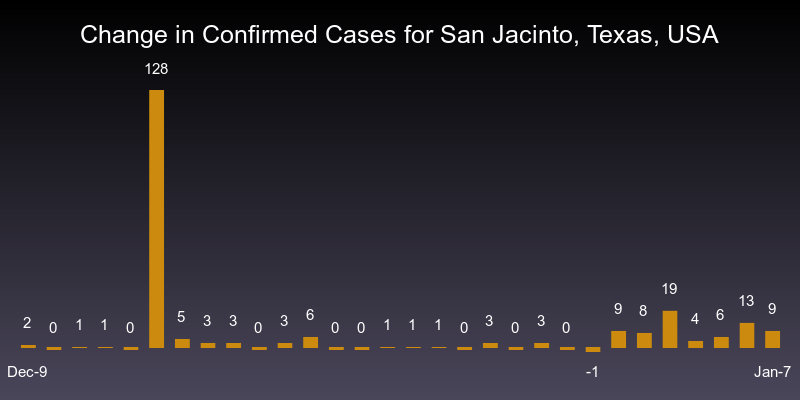 Change in Confirmed Cases for San Jacinto, Texas, USA
128
2 0 1 1 0 5 3 3 0 3 6 0 0 1 1 1 0 3 0 3 0 9 8 19 4 6 13 9
Dec-9 -1 Jan-7